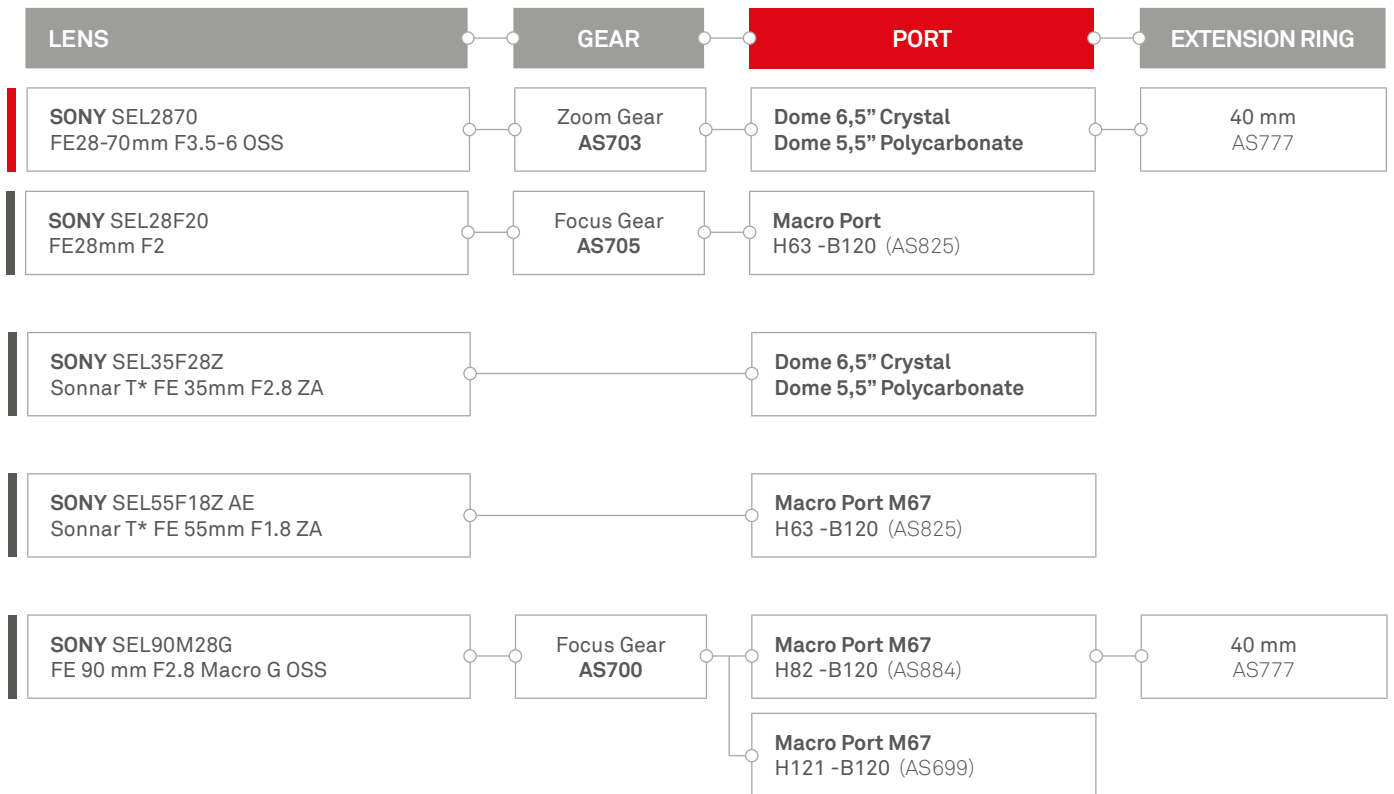 LENS
GEAR
PORT
EXTENSION RING
SONY SEL2870
FE28-70mm F3.5-6 OSS
Zoom Gear
AS703
Dome 6,5” Crystal
Dome 5,5” Polycarbonate
40 mm
AS777
SONY SEL28F20
FE28mm F2
Focus Gear
AS705
Macro Port
H63 -B120 (AS825)
SONY SEL35F28Z
Sonnar T* FE 35mm F2.8 ZA
Dome 6,5” Crystal
Dome 5,5” Polycarbonate
SONY SEL55F18Z AE
Sonnar T* FE 55mm F1.8 ZA
Macro Port M67
H63 -B120 (AS825)
SONY SEL90M28G
FE 90 mm F2.8 Macro G OSS
Focus Gear
AS700
Macro Port M67
H82 -B120 (AS884)
40 mm
AS777
Macro Port M67
H121 -B120 (AS699)